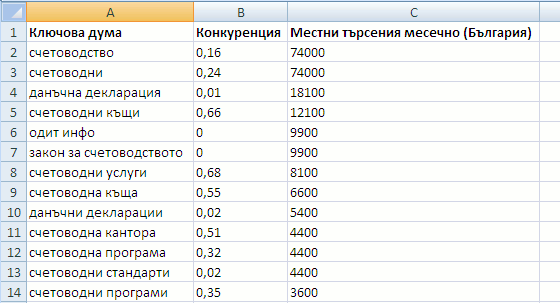 A B C
1 Ключова дума Конкуренция Местни търсения месечно (България)
2 счетоводство 0,16 74000
3 счетоводни 0,24 74000
4 данъчна декларация 0,01 18100
5 счетоводни къщи 0,66 12100
6 одит инфо 0 9900
7 закон за счетоводството 0 9900
8 счетоводни услуги 0,68 8100
9 счетоводна къща 0,55 6600
10 данъчни декларации 0,02 5400
11 счетоводна кантора 0,51 4400
12 счетоводна програма 0,32 4400
13 счетоводни стандарти 0,02 4400
14 счетоводни програми 0,35 3600